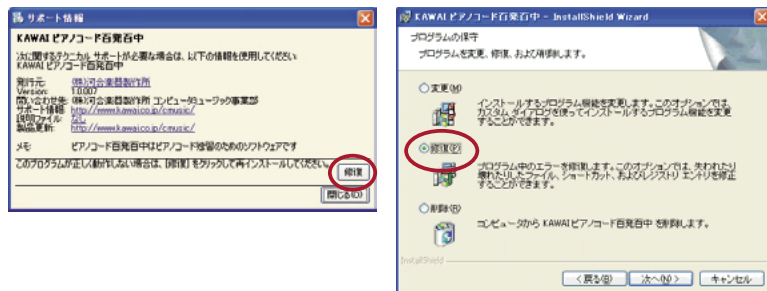 サポート情報
KAWAI ピアノコード百発百中
次に関するテクニカル サポートが必要な場合は、以下の情報を使用してください
KAWAI ピアノコード百発百中
発行元: (株)河合楽器製作所
Version: 1.0.007
問い合わせ先: (株)河合楽器製作所 コンピュータミュージック事業部
サポート情報: http://www.kawai.co.jp/cmusic/
説明ファイル: なし
製品更新: http://www.kawai.co.jp/cmusic/
メモ: ピアノコード百発百中はピアノコード独習のためのソフトウェアです
このプログラムが正しく動作しない場合は、[修復] をクリックして再インストールしてください。
修復
閉じる(C)
KAWAI ピアノコード百発百中 - InstallShield Wizard
プログラムの保守
プログラムを変更、修復、および削除します。
変更(M)
インストールするプログラム機能を変更します。このオプションでは、
カスタム ダイアログを使ってインストールするプログラム機能を変更
することができます。
修復(P)
プログラム中のエラーを修復します。このオプションでは、失われたり
壊れたりしたファイル、ショートカット、およびレジストリ エントリを修正
することができます。
削除(R)
コンピュータから KAWAI ピアノコード百発百中 を削除します。
InstallShield
< 戻る(B)
次へ(N) >
キャンセル